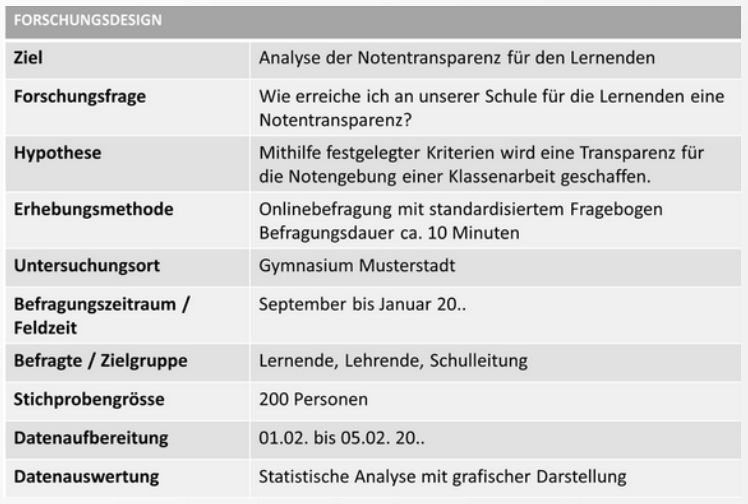 FORSCHUNGSDESIGN
Ziel
Analyse der Notentransparenz für den Lernenden
Forschungsfrage
Wie erreiche ich an unserer Schule für die Lernenden eine
Notentransparenz?
Hypothese
Mithilfe festgelegter Kriterien wird eine Transparenz für
die Notengebung einer Klassenarbeit geschaffen.
Erhebungsmethode
Onlinebefragung mit standardisiertem Fragebogen
Befragungsdauer ca. 10 Minuten
Untersuchungsort
Gymnasium Musterstadt
Befragungszeitraum /
Feldzeit
September bis Januar 20..
Befragte / Zielgruppe
Lernende, Lehrende, Schulleitung
Stichprobengrösse
200 Personen
Datenaufbereitung
01.02. bis 05.02. 20..
Datenauswertung
Statistische Analyse mit grafischer Darstellung